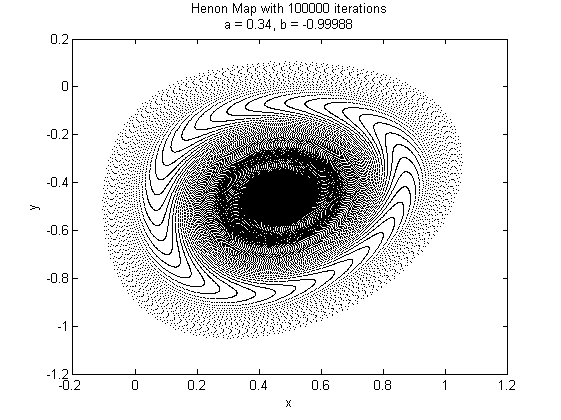 Henon Map with 100000 iterations
a = 0.34, b = -0.99988
0.2
0
-0.2
-0.4
y
-0.6
-0.8
-1
-1.2
-0.2 0 0.2 0.4 0.6 0.8 1 1.2
x